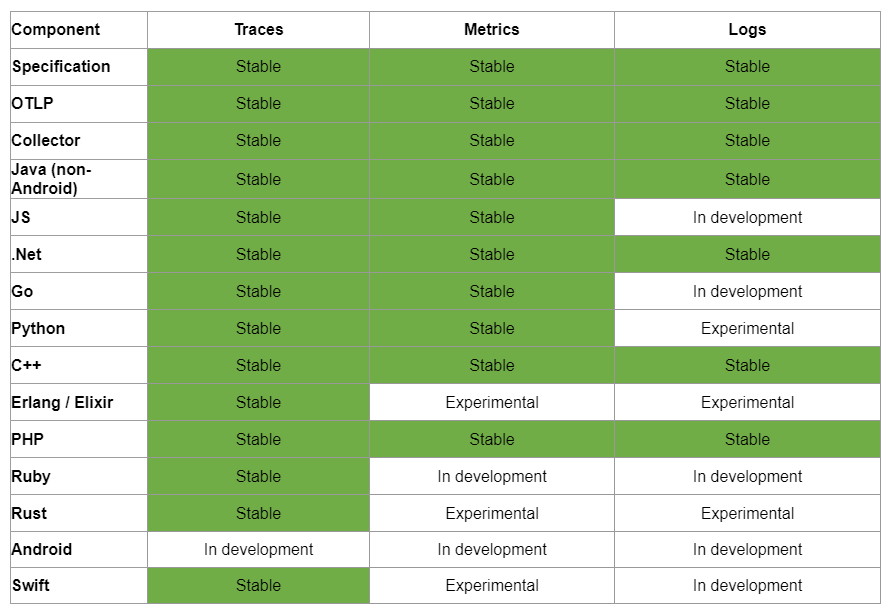 Component Traces Metrics Logs
Specification Stable Stable Stable
OTLP Stable Stable Stable
Collector Stable Stable Stable
Java (non-
Android) Stable Stable Stable
JS Stable Stable In development
.Net Stable Stable Stable
Go Stable Stable In development
Python Stable Stable Experimental
C++ Stable Stable Stable
Erlang / Elixir Stable Experimental Experimental
PHP Stable Stable Stable
Ruby Stable In development In development
Rust Stable Experimental Experimental
Android In development In development In development
Swift Stable Experimental In development